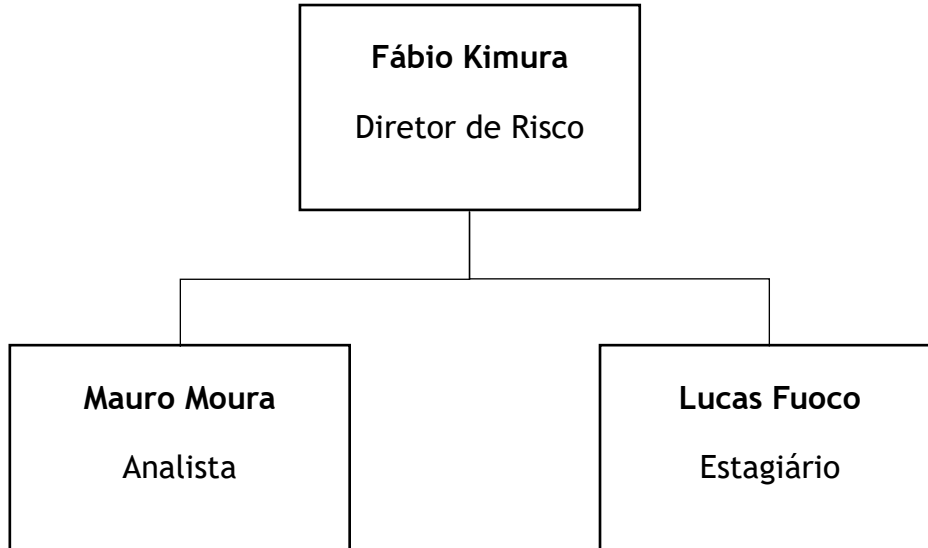 Fábio Kimura
Diretor de Risco
Mauro Moura
Analista
Lucas Fuoco
Estagiário